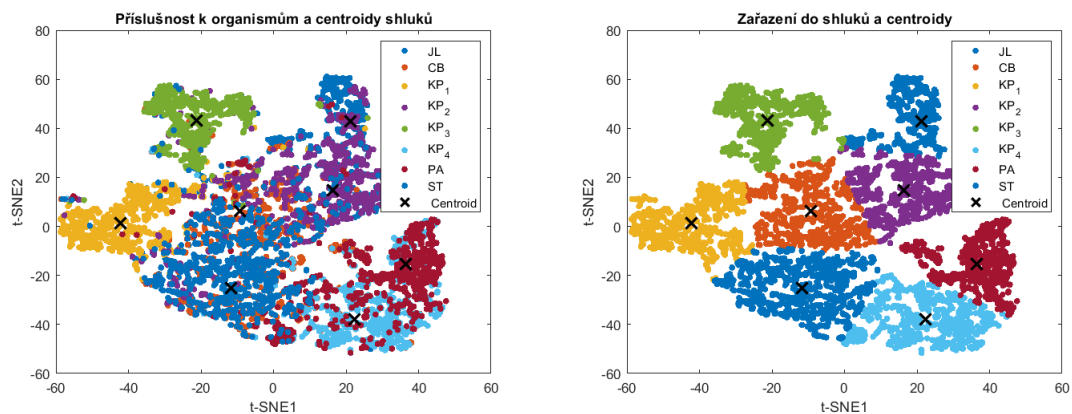 Příslušnost k organismům a centroidy shluků
80
60
40
20
0
-20
-40
-60
t-SNE2
-60
-40
-20
0
20
40
60
t-SNE1
JL
CB
KP1
KP2
KP3
KP4
PA
ST
Centroid
Zařazení do shluků a centroidy
80
60
40
20
0
-20
-40
-60
t-SNE2
-60
-40
-20
0
20
40
60
t-SNE1
JL
CB
KP1
KP2
KP3
KP4
PA
ST
Centroid